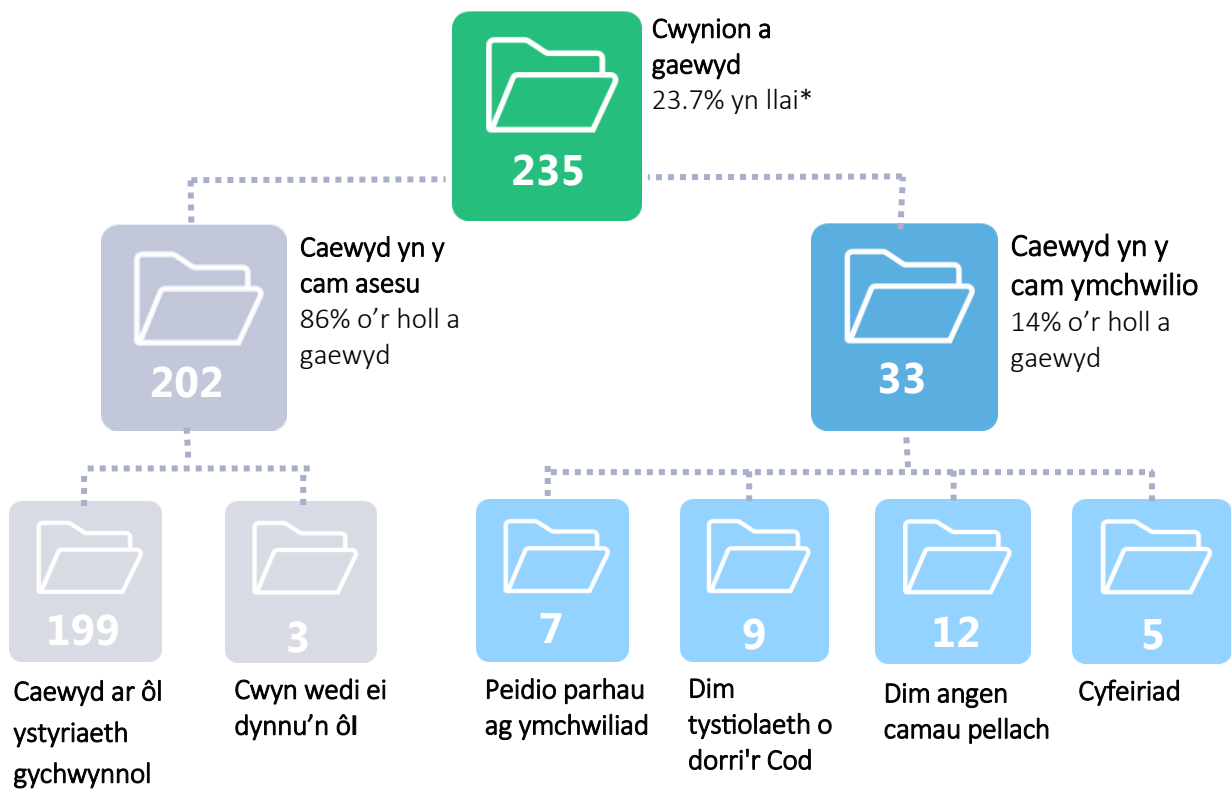 Cwynion a
gaewyd
23.7% yn llai*
235
Caewyd yn y
cam asesu
86% o'r holl a
gaewyd
202
Caewyd yn y
cam ymchwilio
14% o'r holl a
gaewyd
33
199
Caewyd ar ôl
ystyriaeth
gychwynnol
3
Cwyn wedi ei
dynnu'n ôl
7
Peidio parhau
ag ymchwiliad
9
Dim
tystiolaeth o
dorri'r Cod
12
Dim angen
camau pellach
5
Cyfeiriad